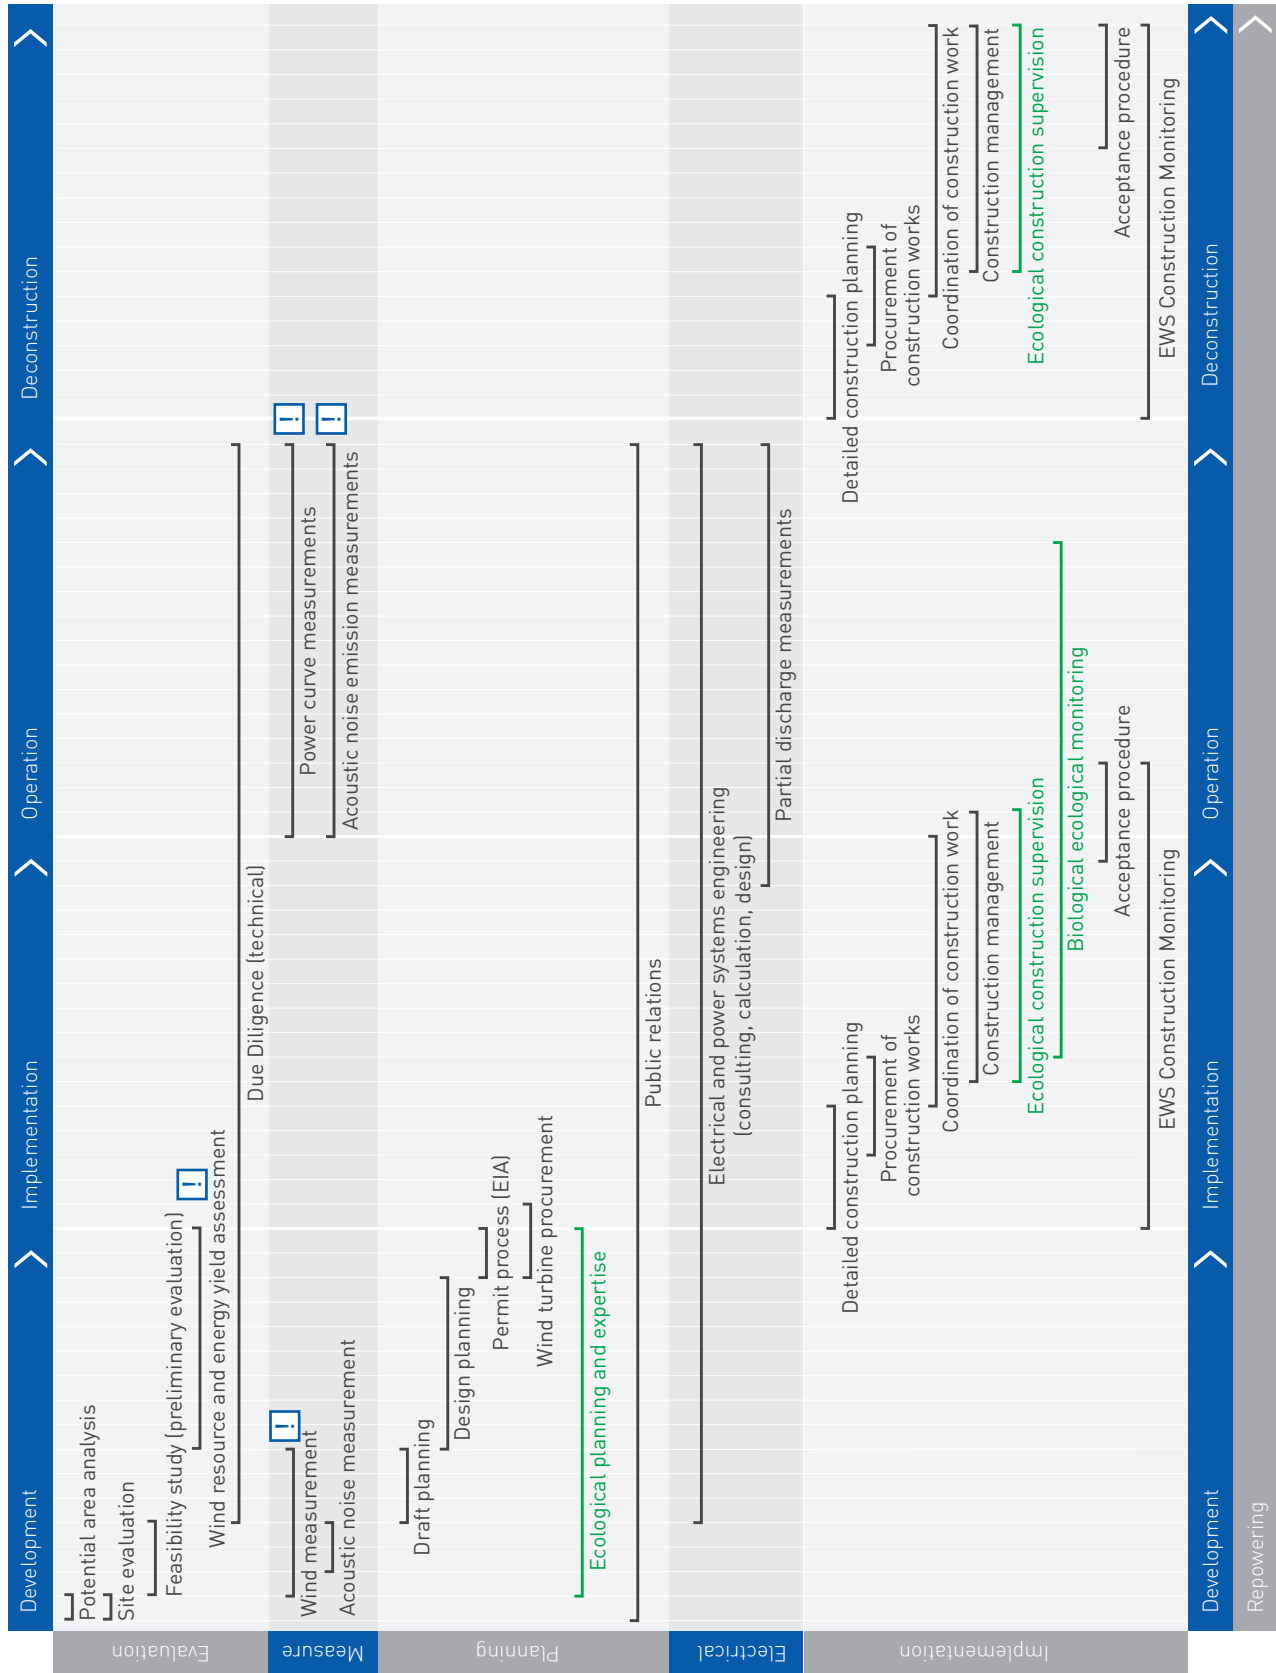 Development
Implementation
Operation
Deconstruction
Evaluation
Potential area analysis
Site evaluation
Feasibility study (preliminary evaluation)
!
Wind resource and energy yield assessment
Due Diligence (technical)
Measure
!
Wind measurement
Acoustic noise measurement
!
Power curve measurements
!
Acoustic noise emission measurements
Planning
Draft planning
Design planning
Permit process (EIA)
Wind turbine procurement
Ecological planning and expertise
Public relations
Electrical
Electrical and power systems engineering
(consulting, calculation, design)
Partial discharge measurements
Implementation
Detailed construction planning
Procurement of
construction works
Coordination of construction work
Construction management
Ecological construction supervision
Biological ecological monitoring
Acceptance procedure
EWS Construction Monitoring
Detailed construction planning
Procurement of
construction works
Coordination of construction work
Construction management
Ecological construction supervision
Acceptance procedure
EWS Construction Monitoring
Development
Implementation
Operation
Deconstruction
Repowering